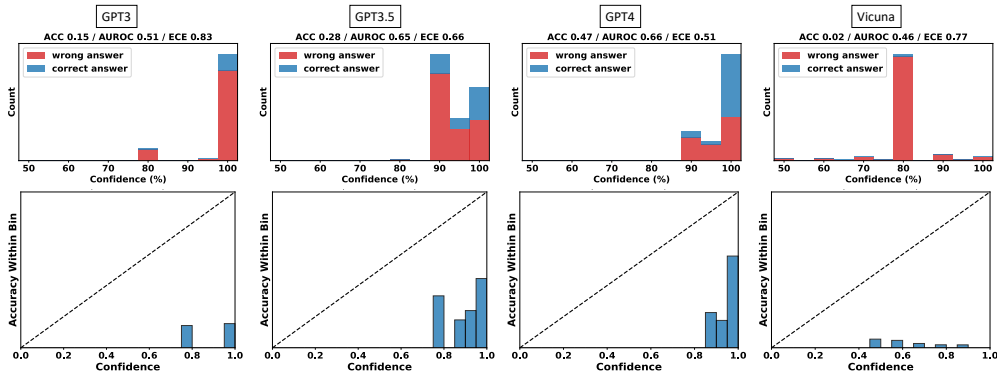 GPT3
ACC 0.15 / AUROC 0.51 / ECE 0.83
wrong answer
correct answer
Count
50 60 70 80 90 100
Confidence (%)
GPT3.5
ACC 0.28 / AUROC 0.65 / ECE 0.66
wrong answer
correct answer
Count
50 60 70 80 90 100
Confidence (%)
GPT4
ACC 0.47 / AUROC 0.66 / ECE 0.51
wrong answer
correct answer
Count
50 60 70 80 90 100
Confidence (%)
Vicuna
ACC 0.02 / AUROC 0.46 / ECE 0.77
wrong answer
correct answer
Count
50 60 70 80 90 100
Confidence (%)
Accuracy Within Bin
0.0 0.2 0.4 0.6 0.8 1.0
Confidence
Accuracy Within Bin
0.0 0.2 0.4 0.6 0.8 1.0
Confidence
Accuracy Within Bin
0.0 0.2 0.4 0.6 0.8 1.0
Confidence
Accuracy Within Bin
0.0 0.2 0.4 0.6 0.8 1.0
Confidence